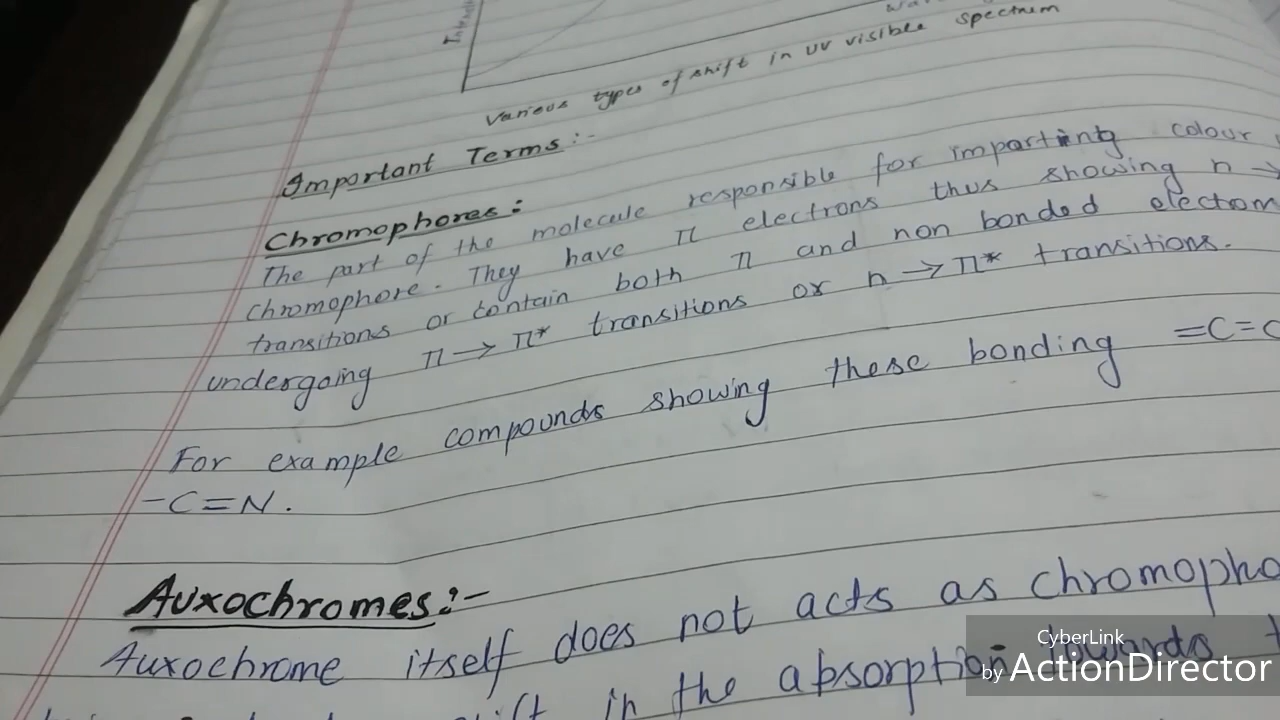 various types of shift in UV visible spectrum
Important Terms:-
Chromophores:
The part of the molecule responsible for imparting colour
chromophore. They have π electrons thus showing n →
transitions or contain both π and non bonded electron
undergoing π → π* transitions or n → π* transitions.
For example compounds showing these bonding =C=C
-C=N.
Auxochromes:-
Auxochrome itself does not acts as chromopho
in the absorption towards
CyberLink
by ActionDirector